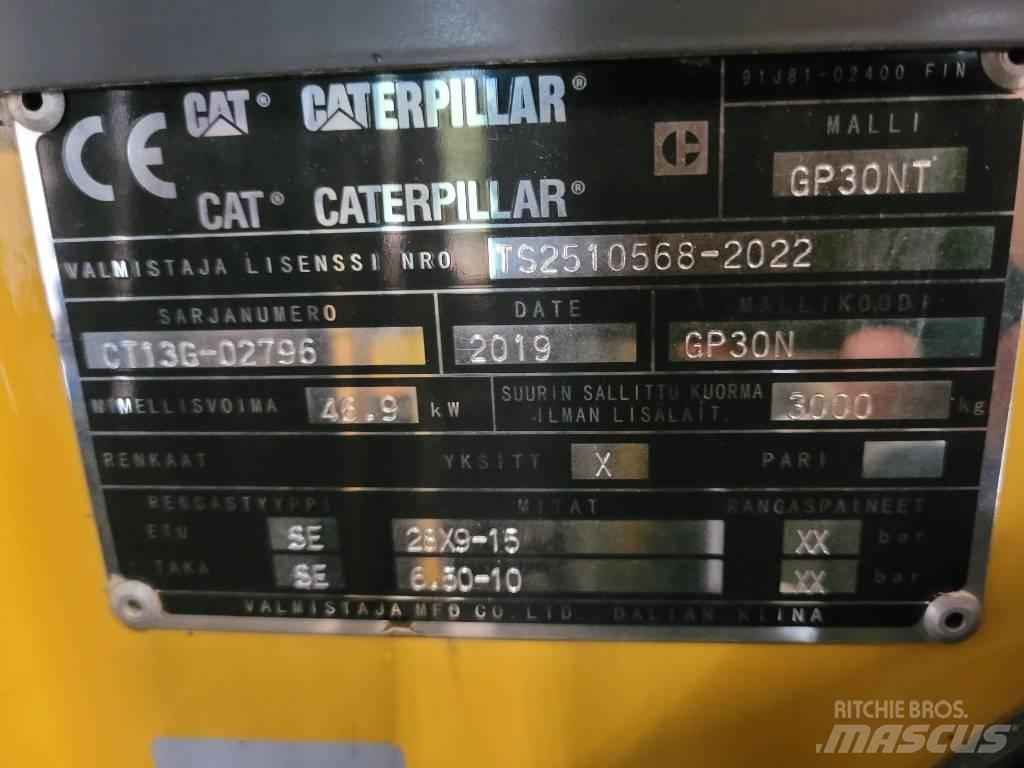 CE CAT® CATERPILLAR®
CAT® CATERPILLAR®
91J81-02400 FIN
MALLI
GP30NT
VALMISTAJA LISENSSI NRO TS2510568-2022
SARJANUMERO DATE MALLIKOODI
CT13G-02796 2019 GP30N
NIMELLISVOIMA 46.9 kW SUURIN SALLITTU KUORMA
ILMAN LISÄLAIT. 3000 kg
RENKAAT YKSITT X PARI
RENGASTYYPPI MITAT RANGASPAINEET
ETU SE 28X9-15 XX bar
TAKA SE 6.50-10 XX bar
VALMISTAJA MFD CO. LTD. DALIAN KIINA
RITCHIE BROS.
MASCUS